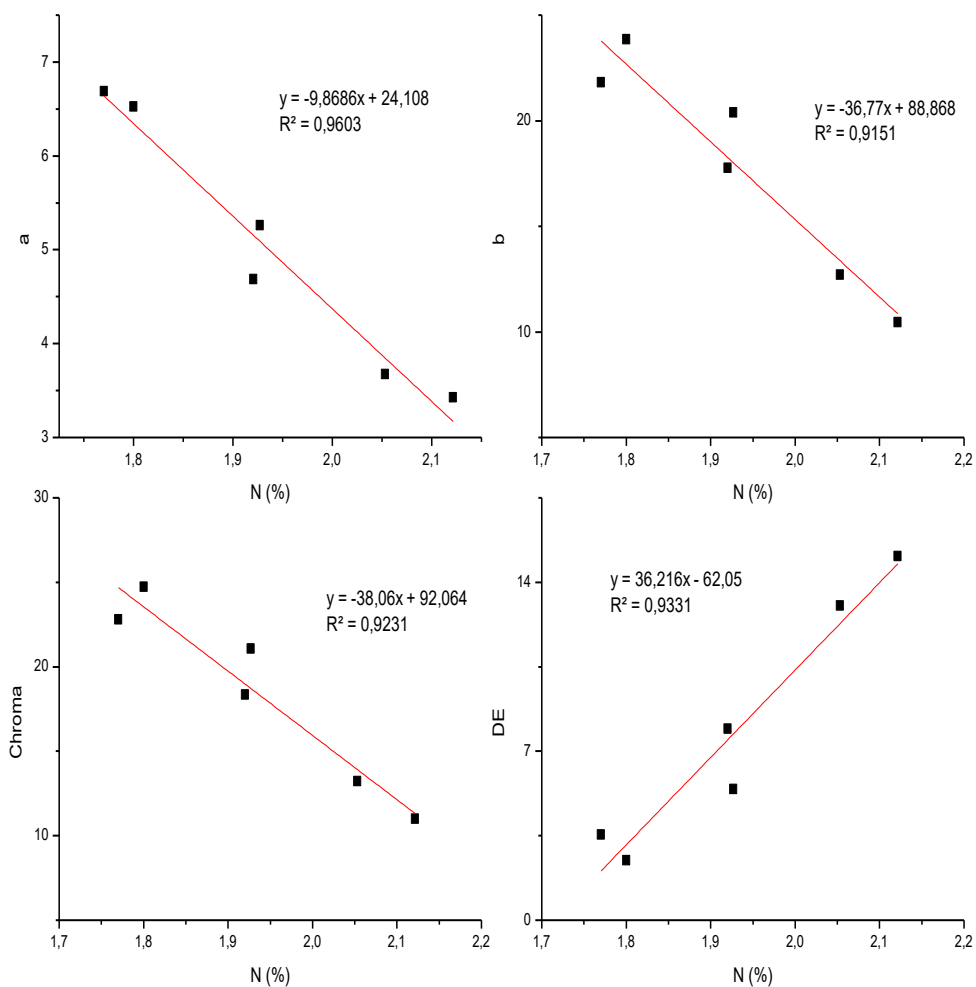 7
6
5
4
3
a
y = -9,8686x + 24,108
R² = 0,9603
1,8 1,9 2,0 2,1
N (%)
20
10
b
y = -36,77x + 88,868
R² = 0,9151
1,7 1,8 1,9 2,0 2,1 2,2
N (%)
30
20
10
Chroma
y = -38,06x + 92,064
R² = 0,9231
1,7 1,8 1,9 2,0 2,1 2,2
N (%)
14
7
0
DE
y = 36,216x - 62,05
R² = 0,9331
1,7 1,8 1,9 2,0 2,1 2,2
N (%)